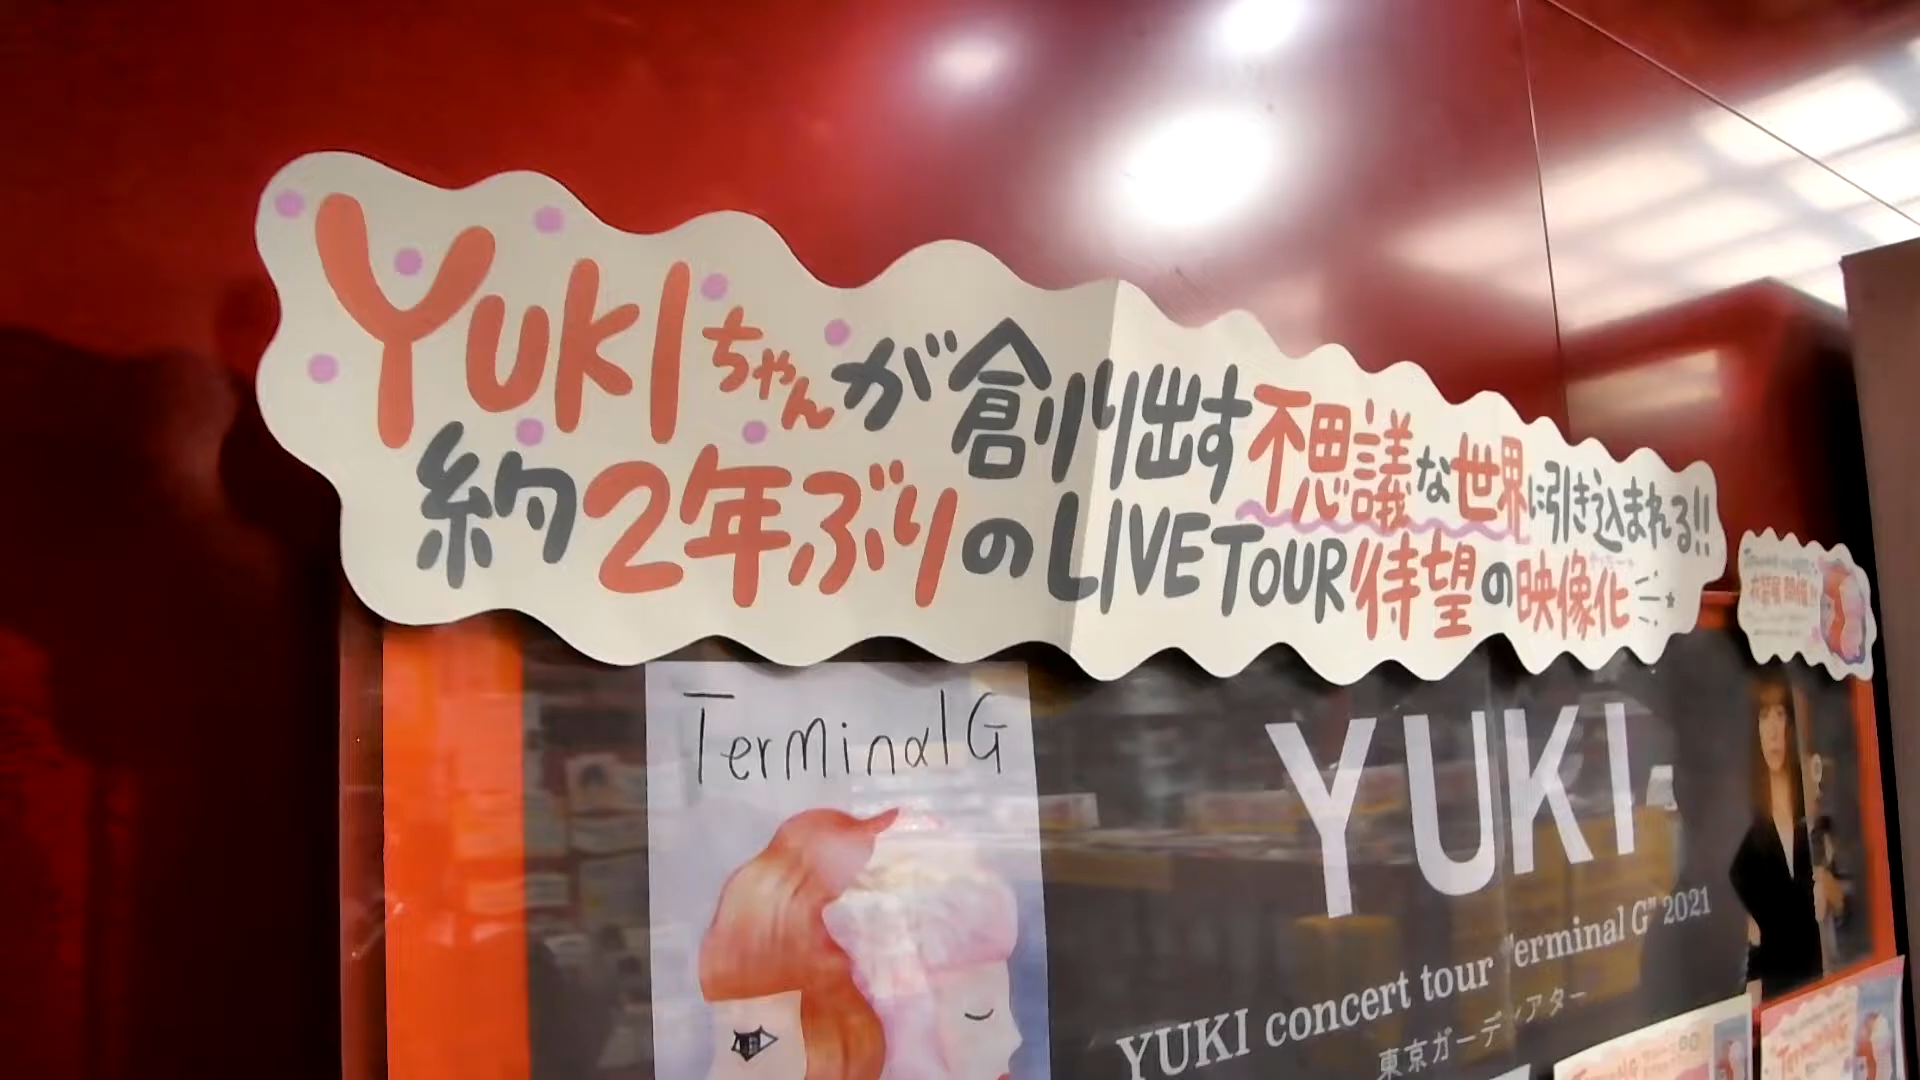 YUKIちゃんが創り出す不思議な世界に引き込まれる!!
約2年ぶりのLIVE TOUR待望の映像化
Terminal G
YUKI
YUKI concert tour "Terminal G" 2021
東京ガーデンシアター